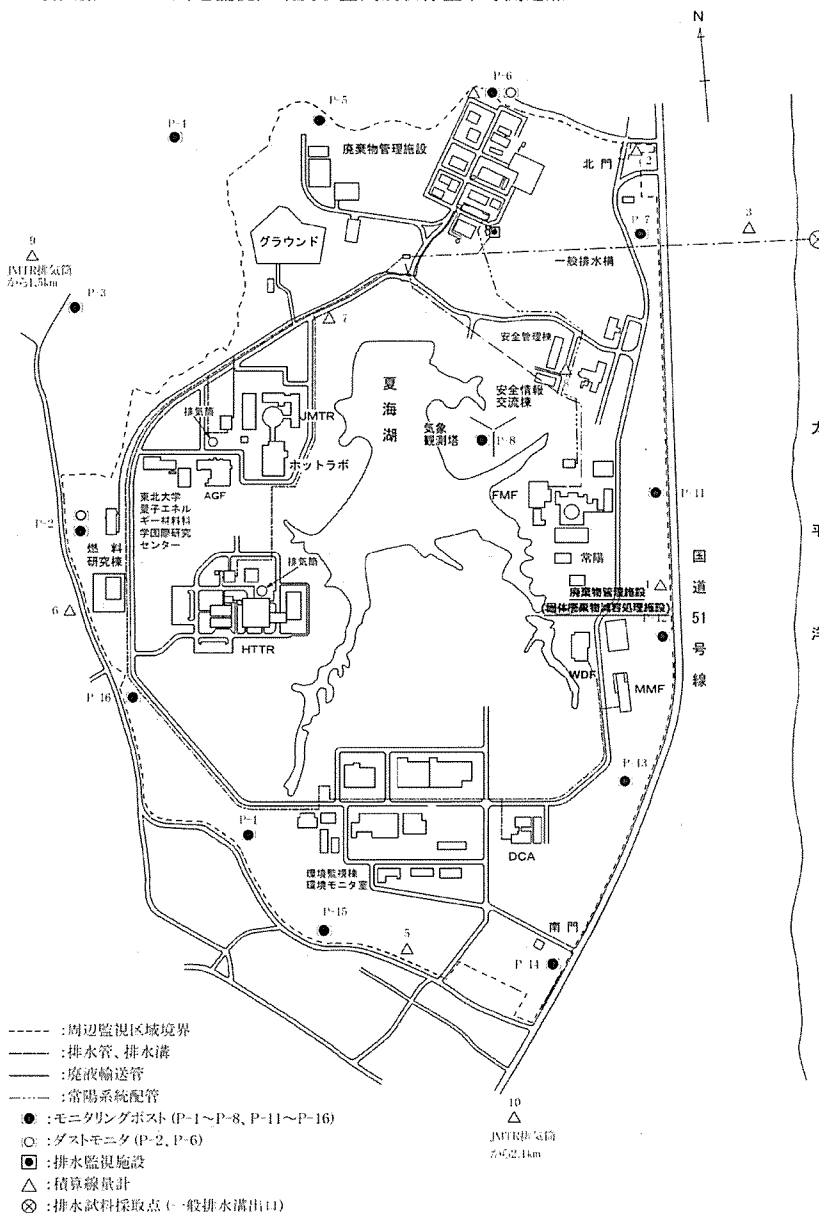 N
P-6
P-5
P-4
廃棄物管理施設
北門
2
3
P-7
グラウンド
一般排水構
9
JMTR排気筒
から1.5km
P-3
7
安全管理棟
夏海湖
安全情報
交流棟
排気筒
JMTR
気象
観測塔
P-8
太平洋
ホットラボ
FMF
P-11
東北大学
量子エネル
ギー材料科
学国際研究
センター
AGF
P-2
燃料
研究棟
常陽
国道51号線
排気筒
廃棄物管理施設
(固体廃棄物減容処理施設)
1
6
P-12
HTTR
WDF
MMF
P-16
P-13
P-1
DCA
環境監視棟
環境モニタ室
P-15
5
南門
P-14
:周辺監視区域境界
:排水管、排水溝
:廃液輸送管
:常陽系統配管
:モニタリングポスト (P-1~P-8、P-11~P-16)
:ダストモニタ (P-2、P-6)
:排水監視施設
:積算線量計
:排水試料採取点 (一般排水溝出口)
10
JMTR排気筒
から2.1km